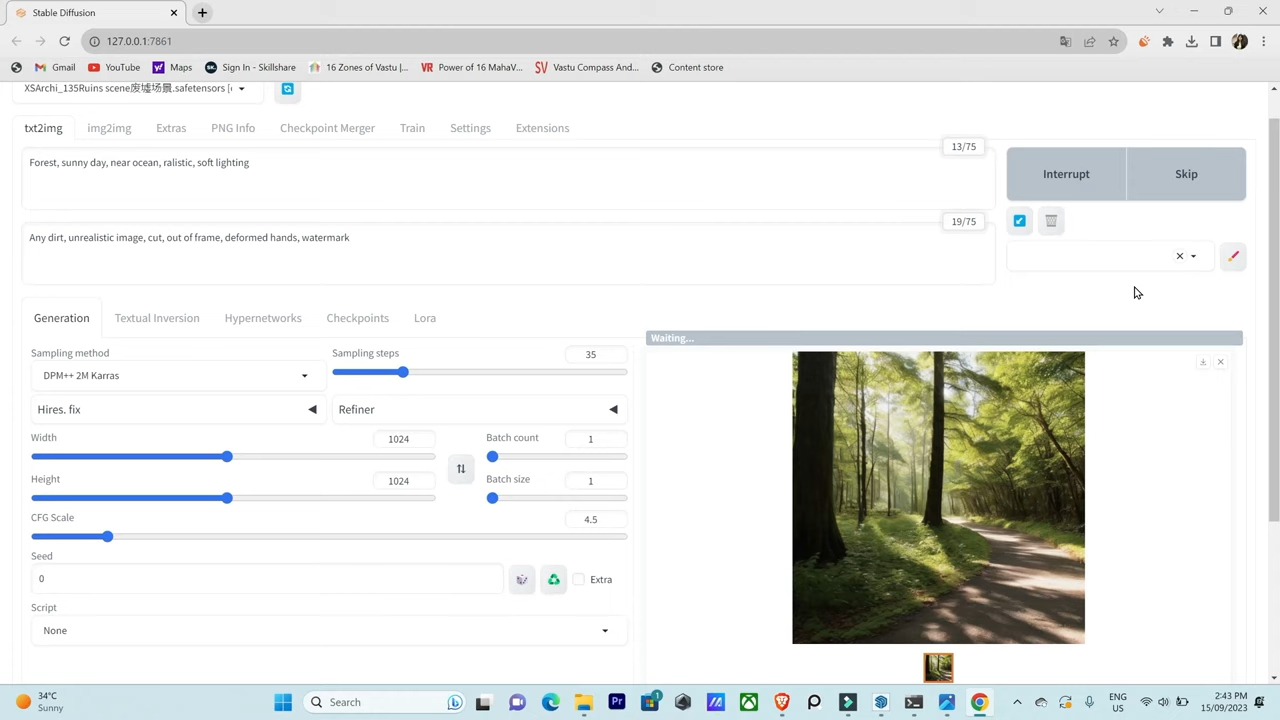 Stable Diffusion
127.0.0.1:7861
Gmail
YouTube
Maps
Sign In - Skillshare
16 Zones of Vastu |...
Power of 16 MahaV...
Vastu Compass And...
Content store
XSArchi_135Ruins scene废墟场景.safetensors [
txt2img
img2img
Extras
PNG Info
Checkpoint Merger
Train
Settings
Extensions
13/75
Forest, sunny day, near ocean, ralistic, soft lighting
Interrupt
Skip
19/75
Any dirt, unrealistic image, cut, out of frame, deformed hands, watermark
Generation
Textual Inversion
Hypernetworks
Checkpoints
Lora
Waiting...
Sampling method
Sampling steps
35
DPM++ 2M Karras
Hires. fix
Refiner
Width
1024
Batch count
1
Height
1024
Batch size
1
CFG Scale
4.5
Seed
0
Extra
Script
None
34°C
Sunny
Search
ENG
US
2:43 PM
15/09/2023